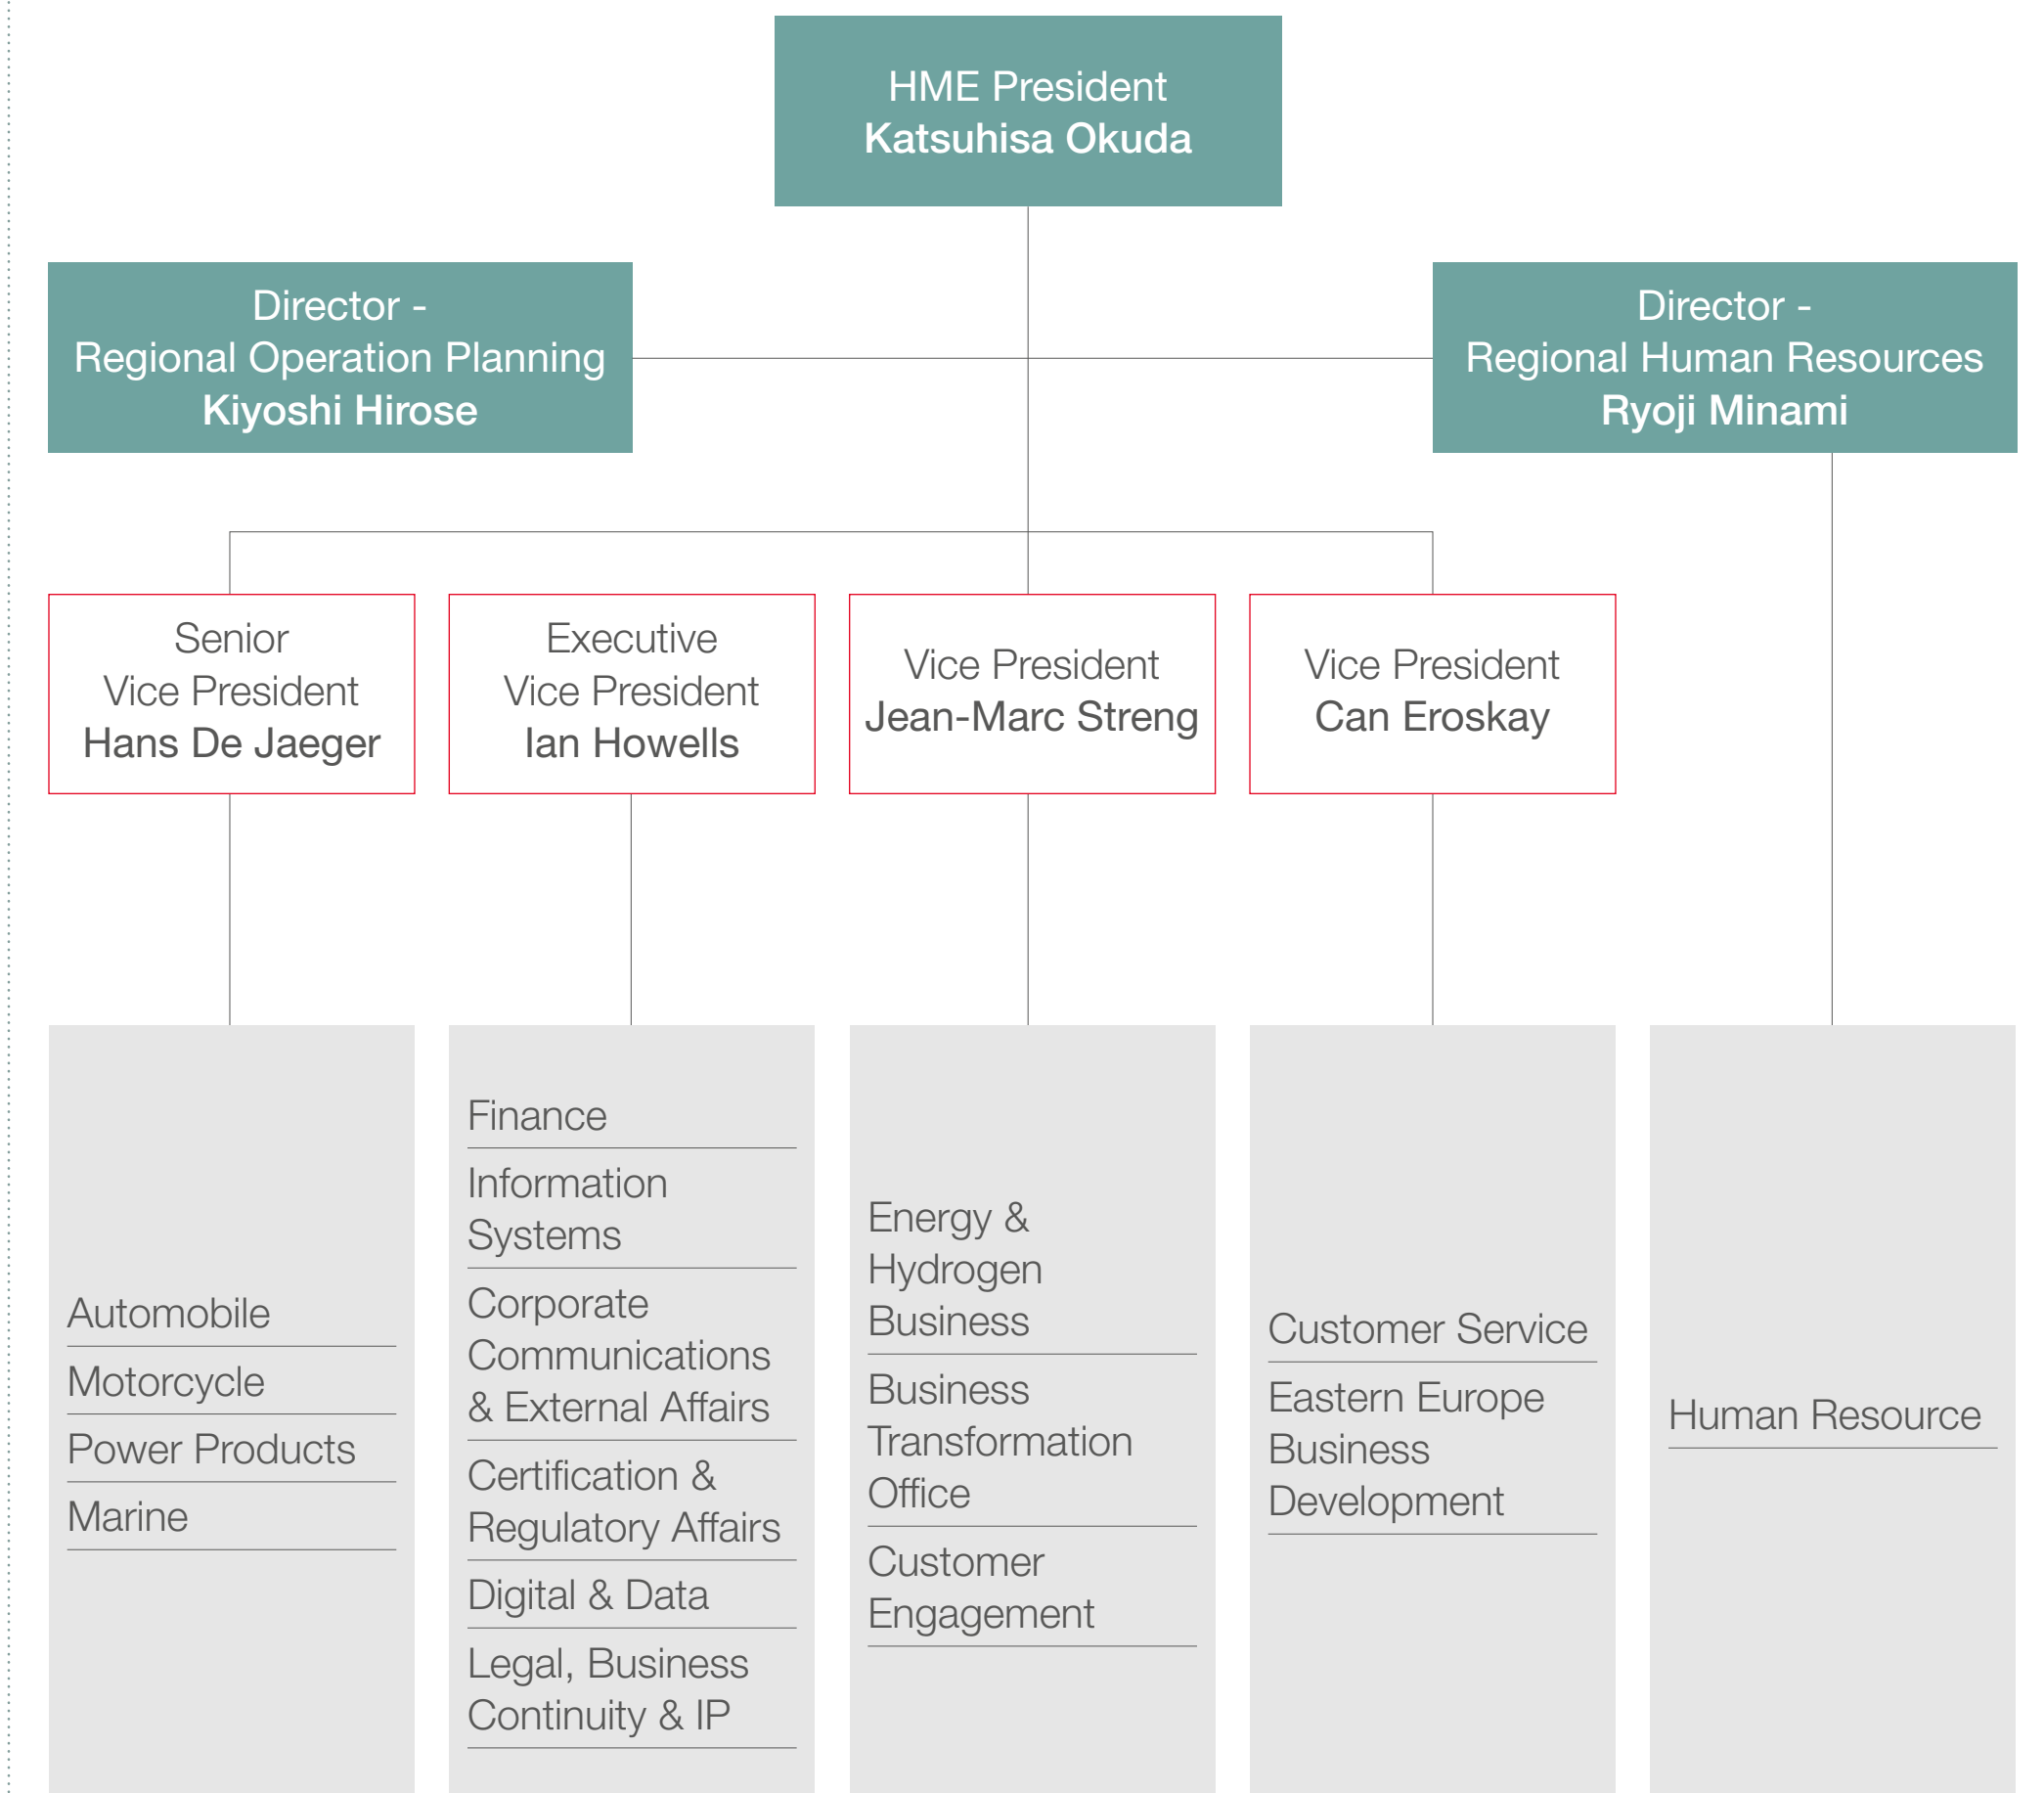 HME President
Katsuhisa Okuda
Director -
Regional Operation Planning
Kiyoshi Hirose
Director -
Regional Human Resources
Ryoji Minami
Senior
Vice President
Hans De Jaeger
Executive
Vice President
Ian Howells
Vice President
Jean-Marc Streng
Vice President
Can Eroskay
Automobile
Motorcycle
Power Products
Marine
Finance
Information
Systems
Corporate
Communications
& External Affairs
Certification &
Regulatory Affairs
Digital & Data
Legal, Business
Continuity & IP
Energy &
Hydrogen
Business
Business
Transformation
Office
Customer
Engagement
Customer Service
Eastern Europe
Business
Development
Human Resource